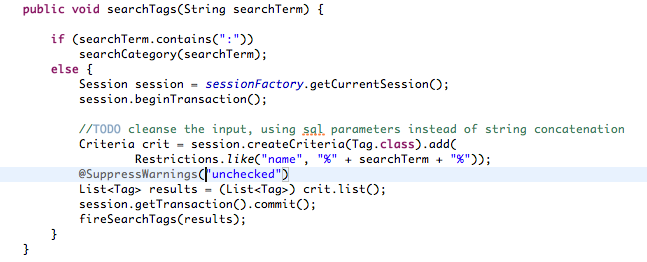 public void searchTags(String searchTerm) {
if (searchTerm.contains(":"))
searchCategory(searchTerm);
else {
Session session = sessionFactory.getCurrentSession();
session.beginTransaction();
//TODO cleanse the input, using sql parameters instead of string concatenation
Criteria crit = session.createCriteria(Tag.class).add(
Restrictions.like("name", "%" + searchTerm + "%"));
@SuppressWarnings("unchecked")
List<Tag> results = (List<Tag>) crit.list();
session.getTransaction().commit();
fireSearchTags(results);
}
}